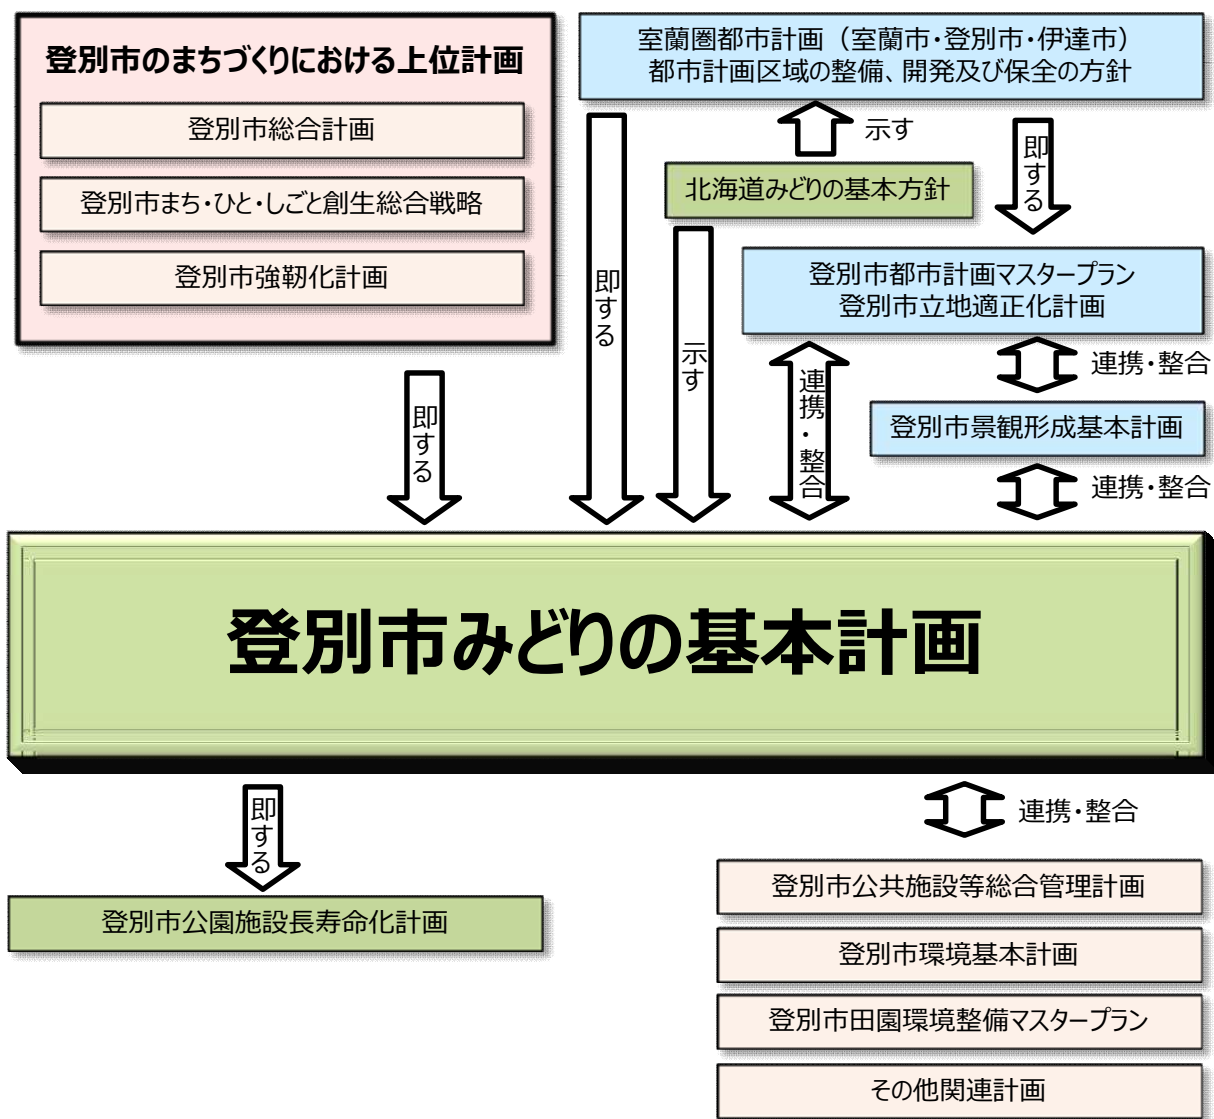 登別市のまちづくりにおける上位計画
登別市総合計画
登別市まち・ひと・しごと創生総合戦略
登別市強靭化計画
室蘭圏都市計画（室蘭市・登別市・伊達市）
都市計画区域の整備、開発及び保全の方針
示す
即する
北海道みどりの基本方針
登別市都市計画マスタープラン
登別市立地適正化計画
連携・整合
登別市景観形成基本計画
連携・整合
即する
即する
示す
連携・整合
登別市みどりの基本計画
即する
連携・整合
登別市公園施設長寿命化計画
登別市公共施設等総合管理計画
登別市環境基本計画
登別市田園環境整備マスタープラン
その他関連計画